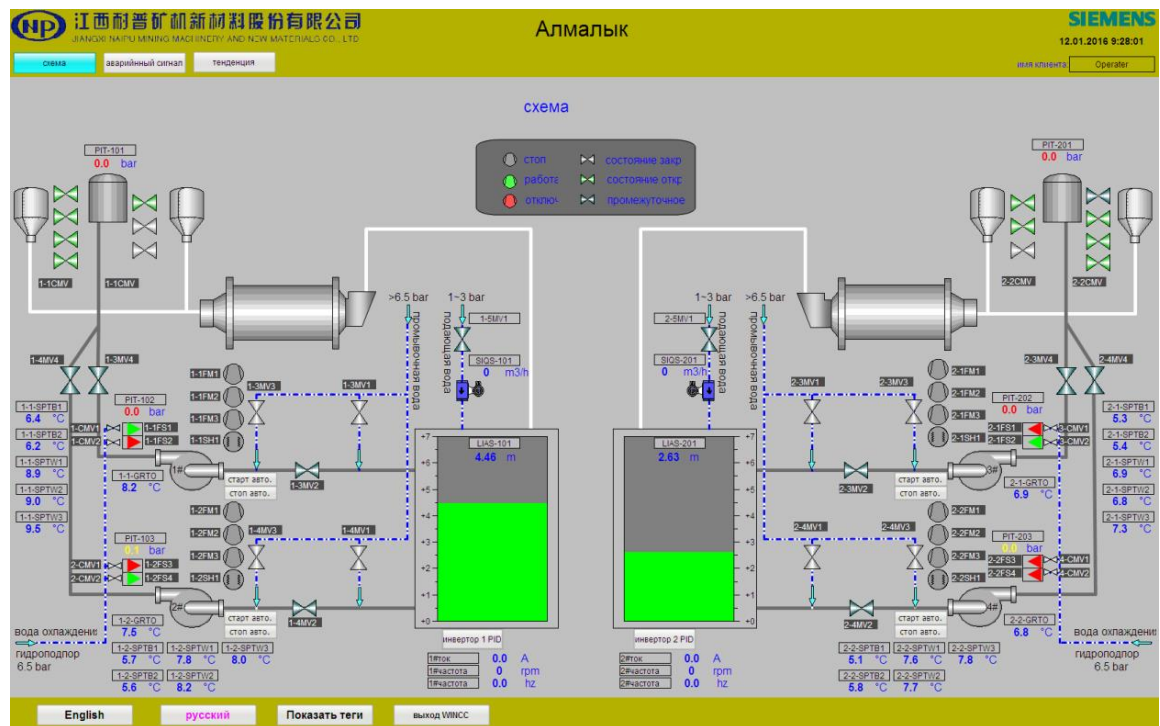 NP 江西耐普矿机新材料股份有限公司
JIANGXI NAIPU MINING MACHINERY AND NEW MATERIALS CO., LTD
Алмалык
SIEMENS
12.01.2016 9:28:01
схема
аварийнный сигнал
тенденция
имя клиента:
Operater
схема
стоп
состояние закр
работа
состояние откр
отключ
промежуточное
PIT-101
0.0 bar
1-1CMV
1-1CMV
1-4MV4
1-3MV4
>6.5 bar
1~3 bar
промывочная вода
подающая вода
1-5MV1
SIQS-101
0 m3/h
1-1FM1
1-1FM2
1-1FM3
1-1SH1
1-3MV3
1-3MV1
PIT-102
0.0 bar
1-CMV1
1-1FS1
1-CMV2
1-1FS2
1-1-SPTB1
6.4 °C
1-1-SPTB2
6.2 °C
1-1-SPTW1
8.9 °C
1-1-SPTW2
9.0 °C
1-1-SPTW3
9.5 °C
1-1-GRTO
8.2 °C
1#
старт авто.
стоп авто.
1-3MV2
LIAS-101
4.46 m
+7
+6
+5
+4
+3
+2
+1
+0
1-2FM1
1-2FM2
1-2FM3
1-2SH1
1-4MV3
1-4MV1
PIT-103
0.1 bar
2-CMV1
1-2FS3
2-CMV2
1-2FS4
2#
старт авто.
стоп авто.
1-4MV2
1-2-GRTO
7.5 °C
вода охлаждени
гидроподпор
6.5 bar
1-2-SPTB1
5.7 °C
1-2-SPTW1
7.8 °C
1-2-SPTW3
8.0 °C
1-2-SPTB2
5.6 °C
1-2-SPTW2
8.2 °C
инвертор 1 PID
1#ток 0.0 A
1#частота 0 rpm
1#частота 0.0 hz
PIT-201
0.0 bar
2-2CMV
2-2CMV
2-3MV4
2-4MV4
1~3 bar
>6.5 bar
подающая вода
промывочная вода
2-5MV1
SIQS-201
0 m3/h
2-3MV1
2-3MV3
2-1FM1
2-1FM2
2-1FM3
2-1SH1
PIT-202
0.0 bar
2-1FS1
3-CMV1
2-1FS2
3-CMV2
2-1-SPTB1
5.3 °C
2-1-SPTB2
5.4 °C
2-1-SPTW1
6.9 °C
2-1-SPTW2
6.8 °C
2-1-SPTW3
7.3 °C
2-1-GRTO
6.9 °C
3#
старт авто.
стоп авто.
2-3MV2
LIAS-201
2.63 m
+7
+6
+5
+4
+3
+2
+1
+0
2-4MV1
2-4MV3
2-2FM1
2-2FM2
2-2FM3
2-2SH1
PIT-203
0.0 bar
2-2FS3
2-2FS4
4#
старт авто.
стоп авто.
2-4MV2
2-2-GRTO
6.8 °C
вода охлаждени
гидроподпор
6.5 bar
2-2-SPTB1
5.1 °C
2-2-SPTW1
7.6 °C
2-2-SPTW3
7.8 °C
2-2-SPTB2
5.8 °C
2-2-SPTW2
7.7 °C
инвертор 2 PID
2#ток 0.0 A
2#частота 0 rpm
2#частота 0.0 hz
English
русский
Показать теги
выход WINCC